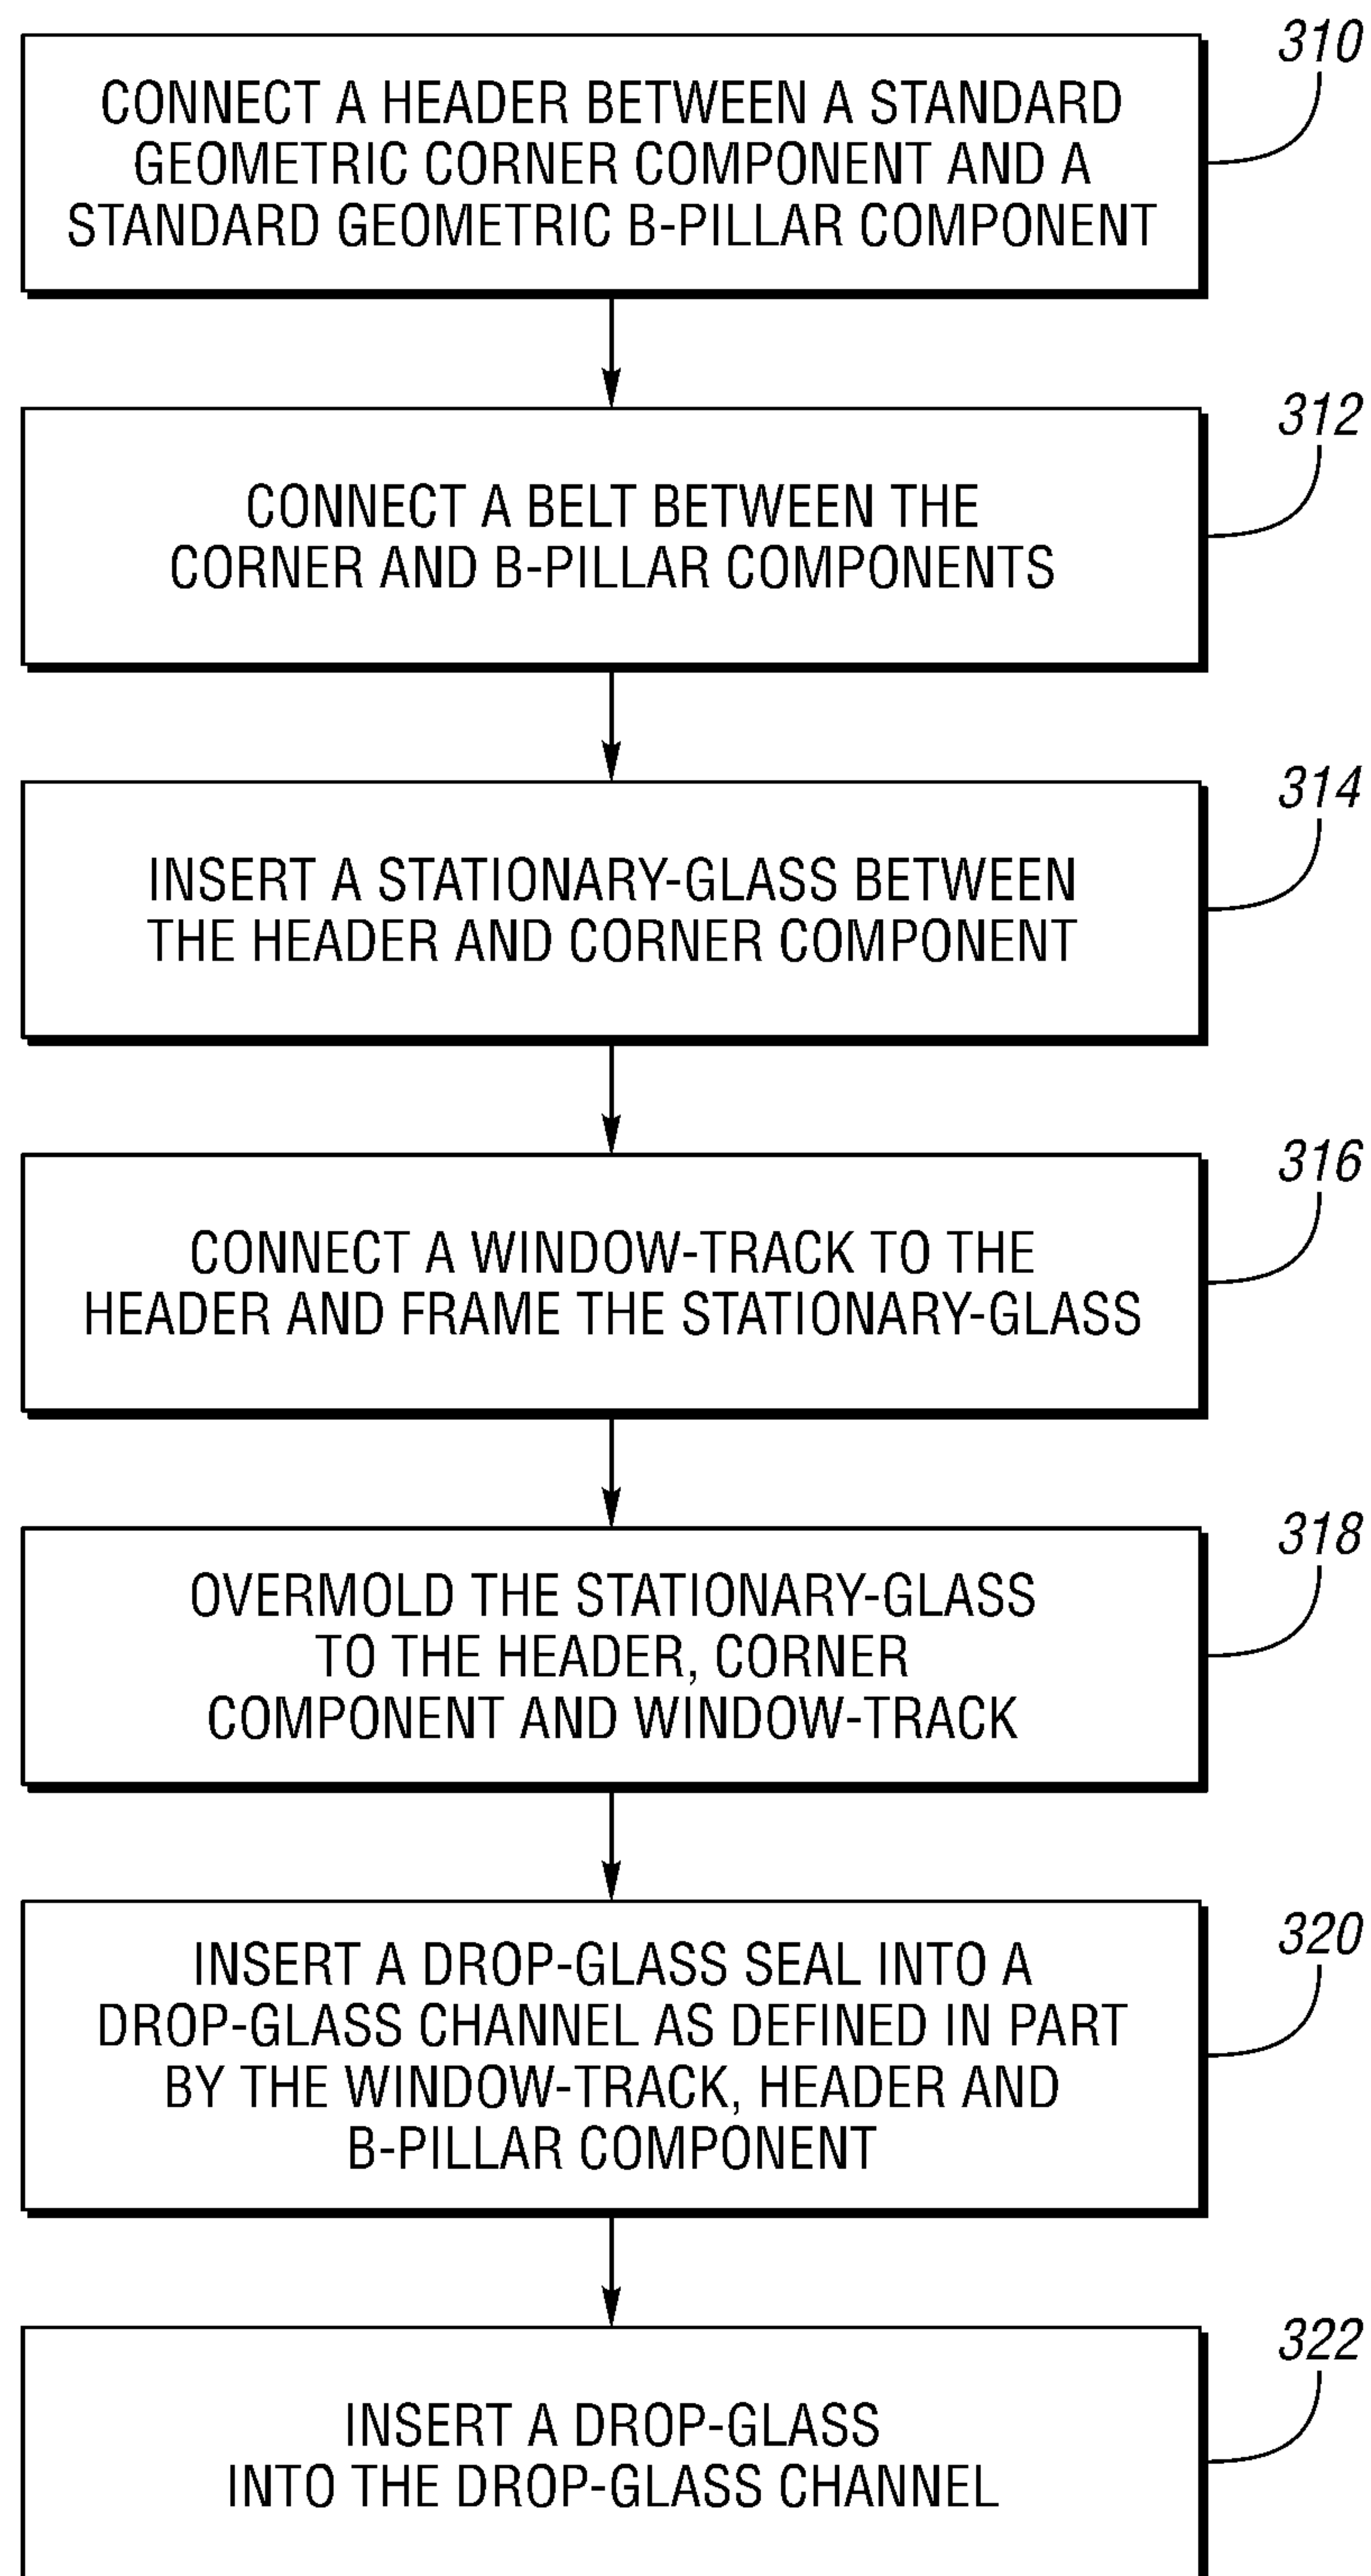 310
CONNECT A HEADER BETWEEN A STANDARD
GEOMETRIC CORNER COMPONENT AND A
STANDARD GEOMETRIC B-PILLAR COMPONENT
312
CONNECT A BELT BETWEEN THE
CORNER AND B-PILLAR COMPONENTS
314
INSERT A STATIONARY-GLASS BETWEEN
THE HEADER AND CORNER COMPONENT
316
CONNECT A WINDOW-TRACK TO THE
HEADER AND FRAME THE STATIONARY-GLASS
318
OVERMOLD THE STATIONARY-GLASS
TO THE HEADER, CORNER
COMPONENT AND WINDOW-TRACK
320
INSERT A DROP-GLASS SEAL INTO A
DROP-GLASS CHANNEL AS DEFINED IN PART
BY THE WINDOW-TRACK, HEADER AND
B-PILLAR COMPONENT
322
INSERT A DROP-GLASS
INTO THE DROP-GLASS CHANNEL